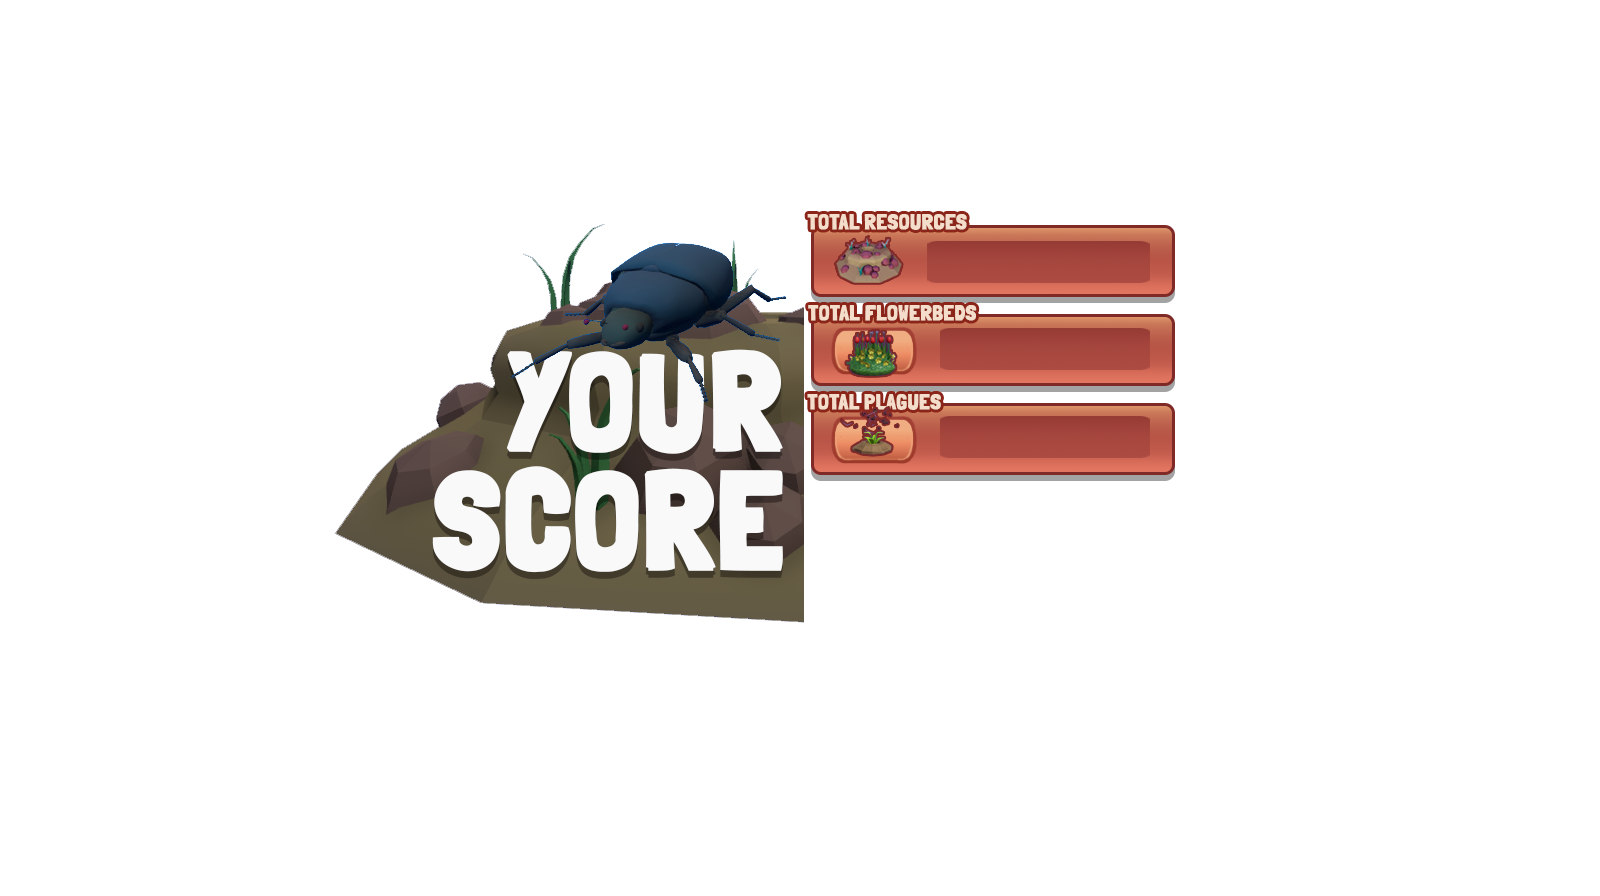 YOUR
SCORE
TOTAL RESOURCES
TOTAL FLOWERBEDS
TOTAL PLAGUES